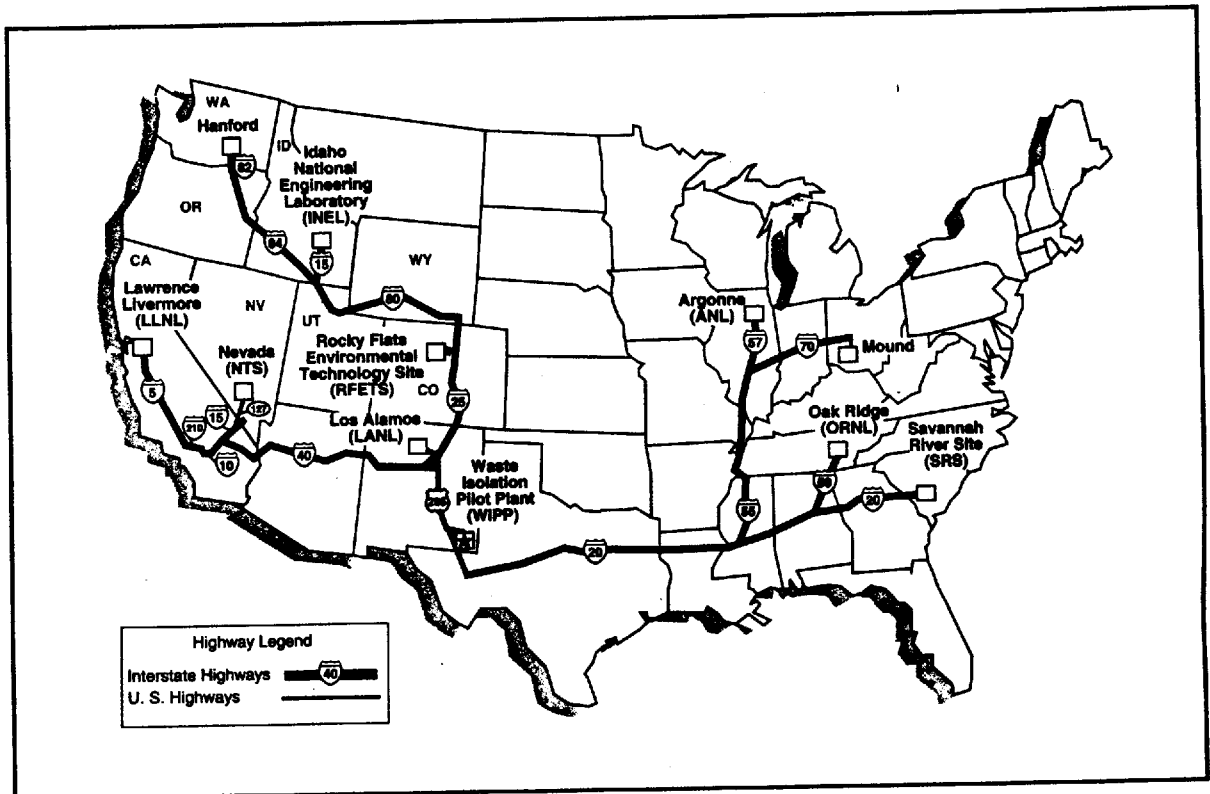 WA
Hanford
82
ID
Idaho
National
Engineering
Laboratory
(INEL)
OR
84
15
WY
CA
Lawrence
Livermore
(LLNL)
NV
80
UT
Rocky Flats
Environmental
Technology Site
(RFETS)
CO
Nevada
(NTS)
127
5
15
210
10
40
25
Los Alamos
(LANL)
285
Waste
Isolation
Pilot Plant
(WIPP)
Argonne
(ANL)
57
70
Mound
Oak Ridge
(ORNL)
Savannah
River Site
(SRS)
55
20
20
Highway Legend
Interstate Highways 40
U. S. Highways